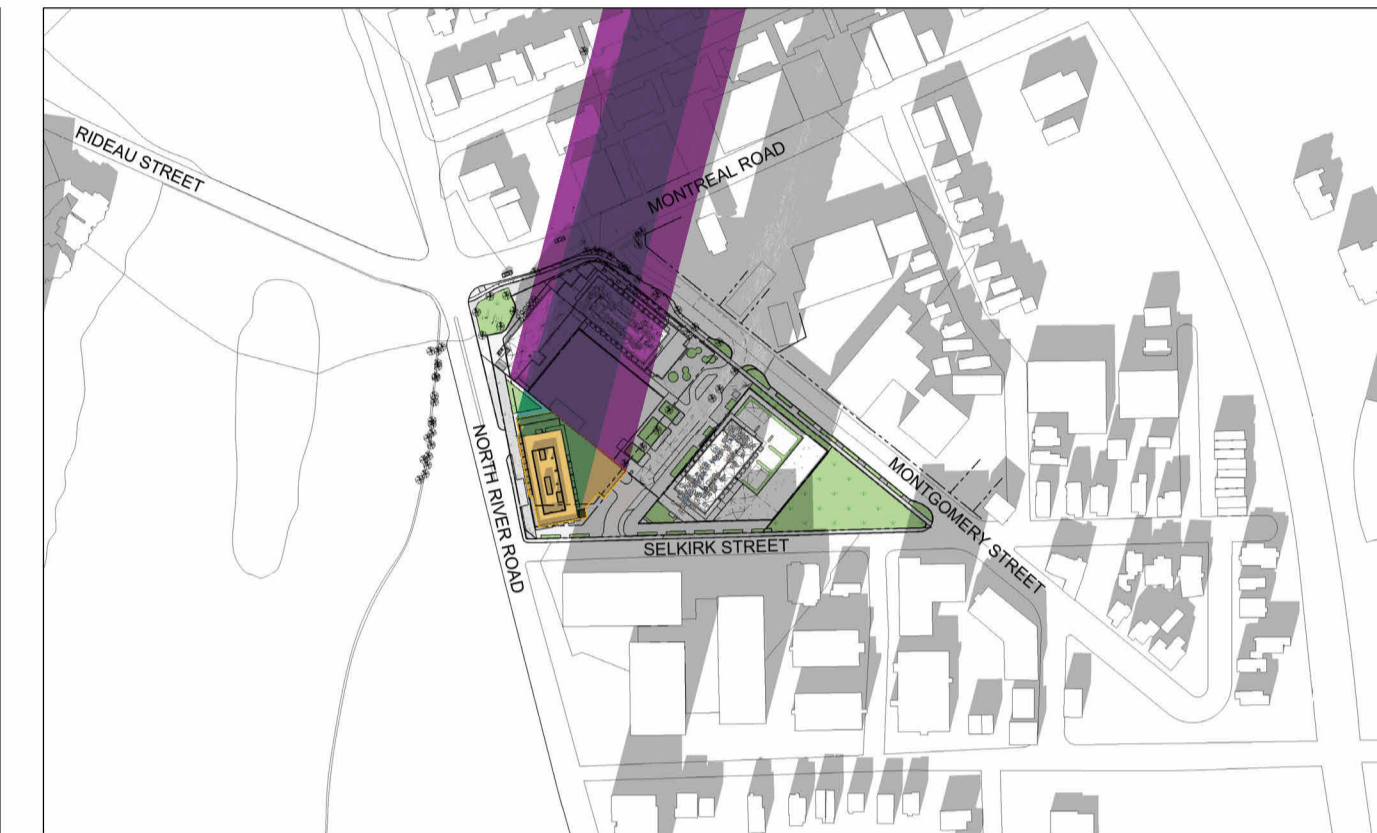 RIDEAU STREET
MONTREAL ROAD
NORTH RIVER ROAD
MONTGOMERY STREET
SELKIRK STREET